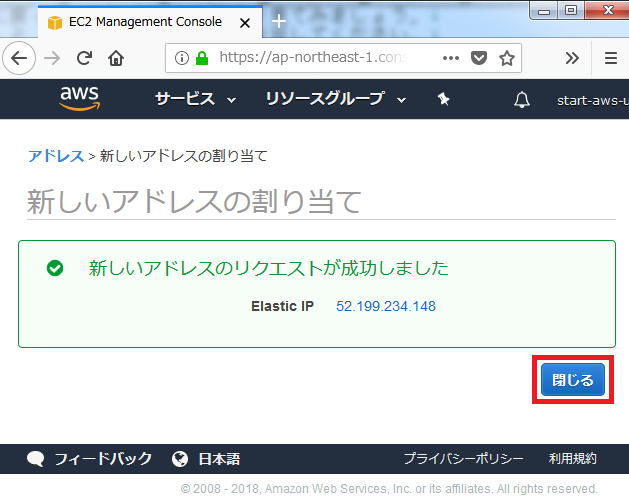 EC2 Management Console
https://ap-northeast-1.con
aws サービス リソースグループ start-aws-u
アドレス > 新しいアドレスの割り当て
新しいアドレスの割り当て
新しいアドレスのリクエストが成功しました
Elastic IP 52.199.234.148
閉じる
フィードバック 日本語 プライバシーポリシー 利用規約
© 2008 - 2018, Amazon Web Services, Inc. or its affiliates. All rights reserved.